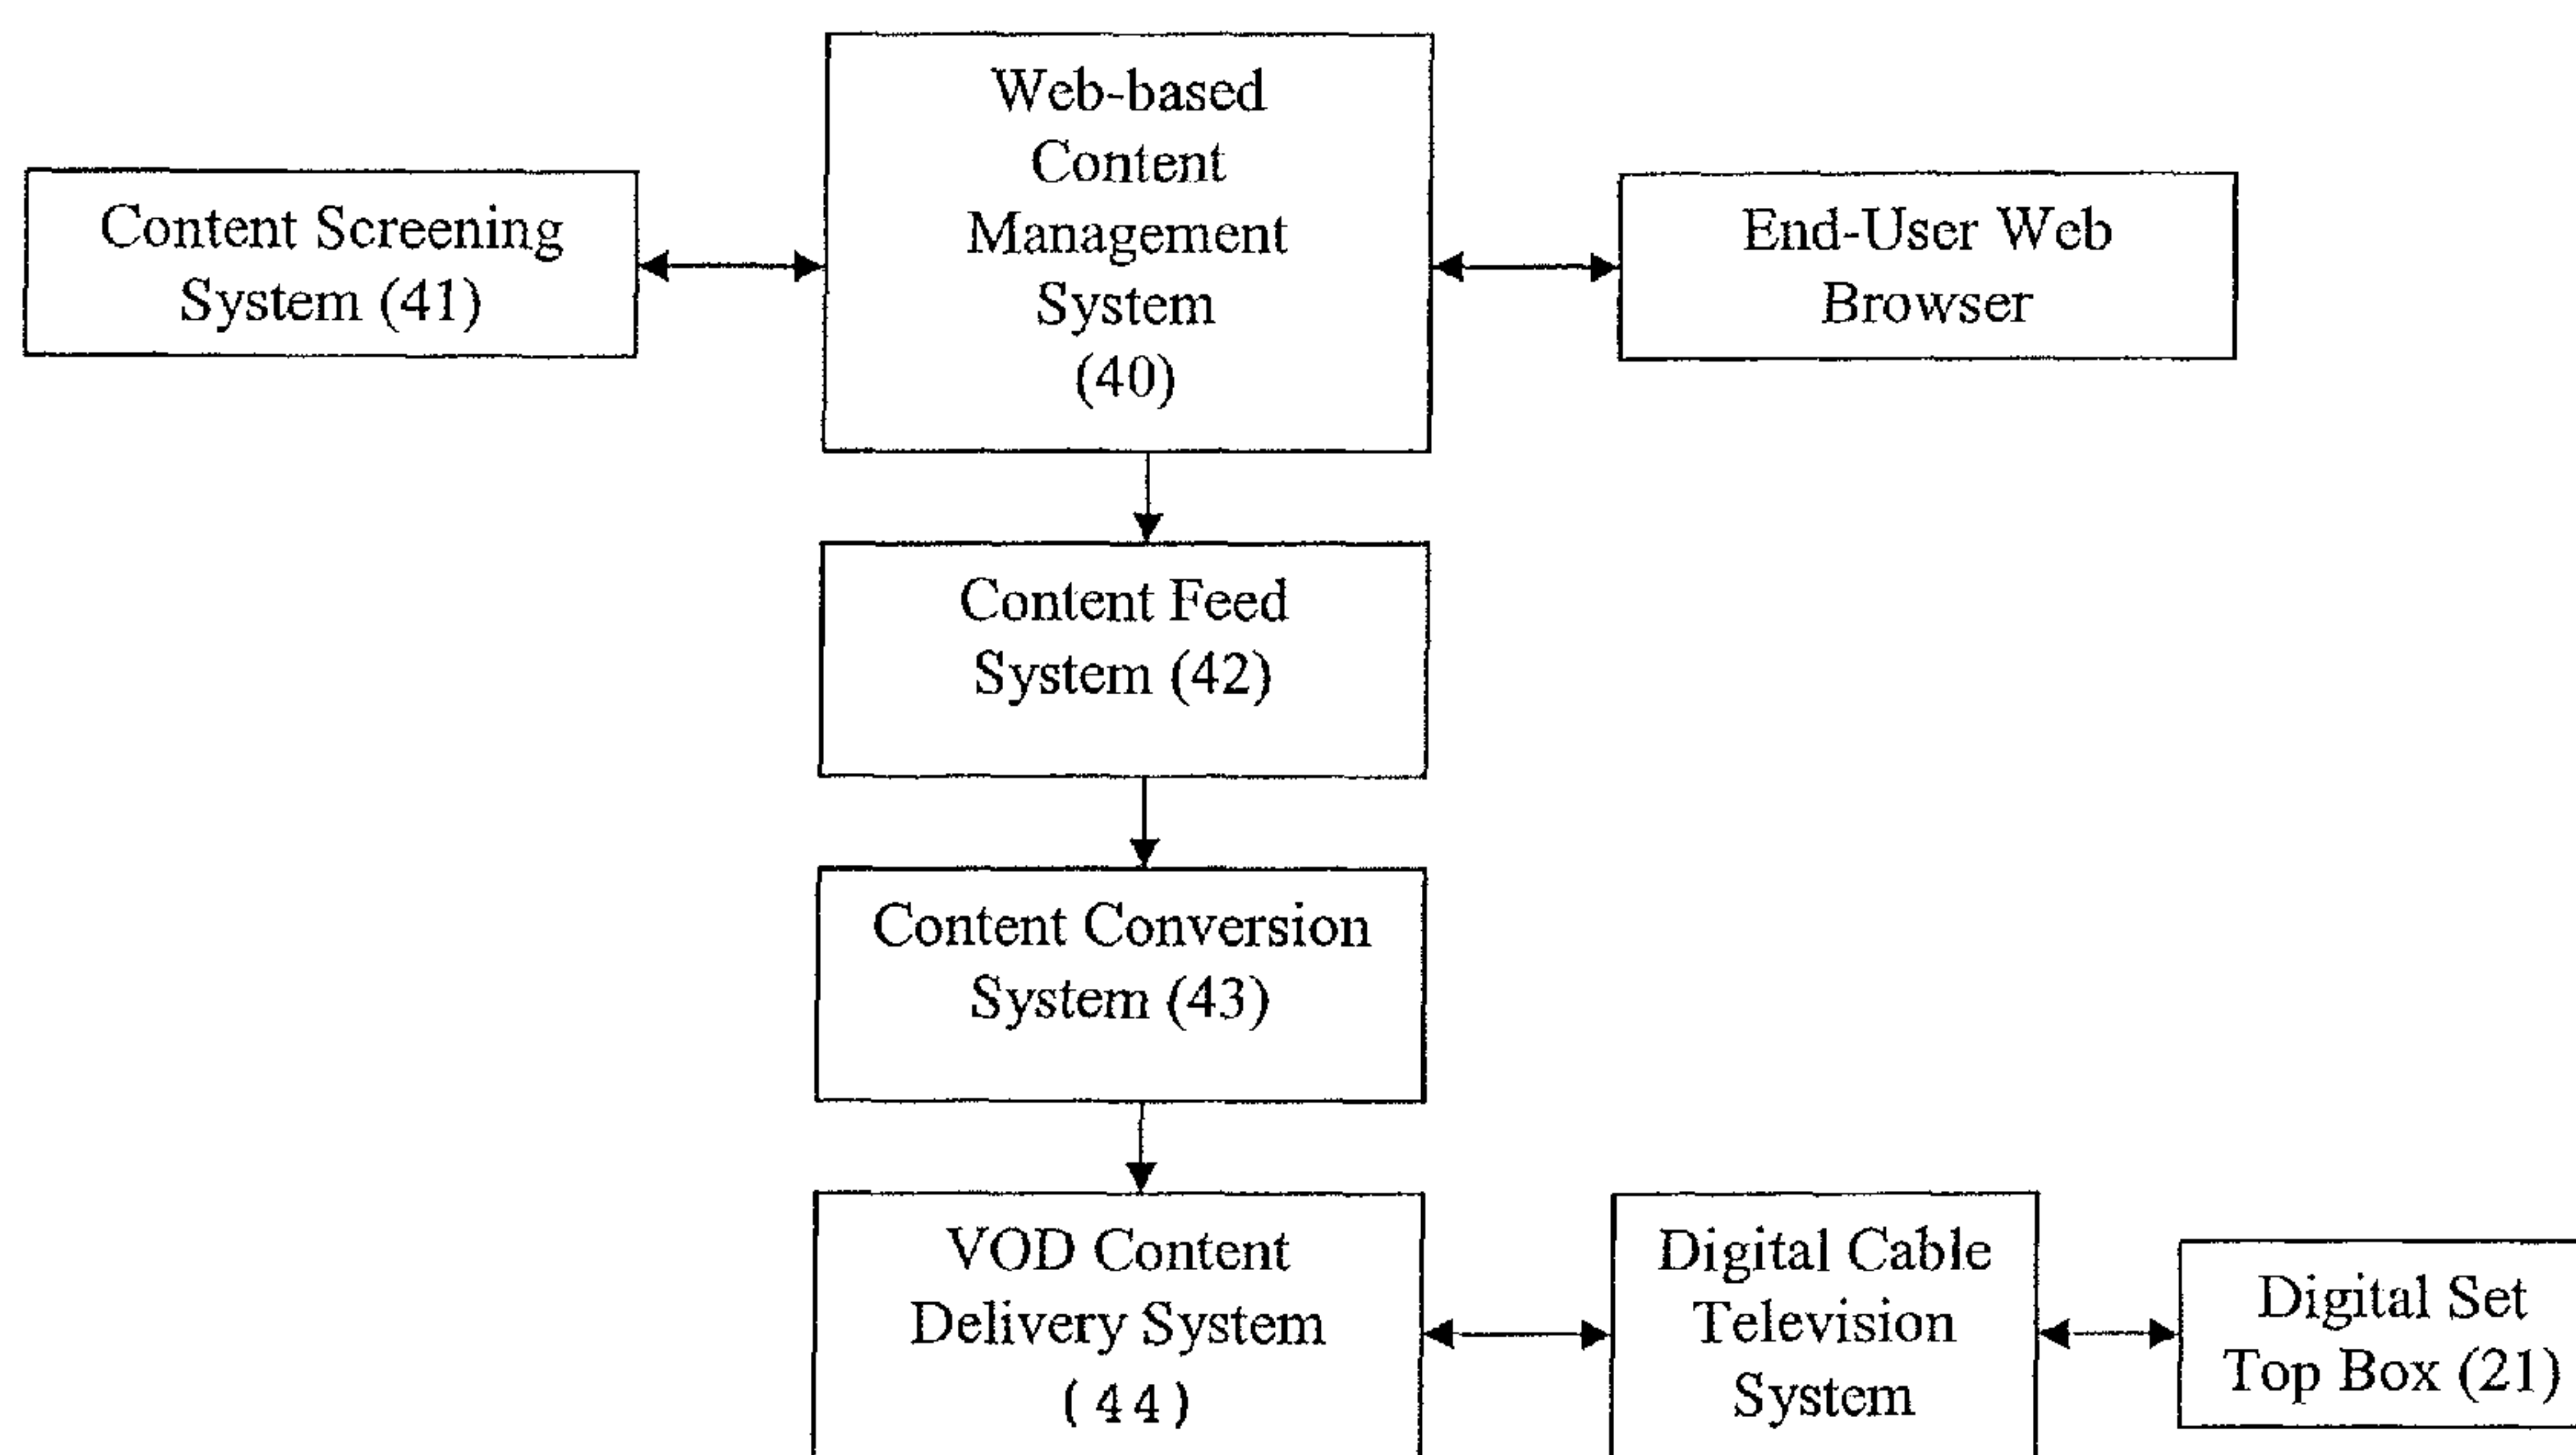 Web-based
Content
Management
System
(40)
Content Screening
System (41)
End-User Web
Browser
Content Feed
System (42)
Content Conversion
System (43)
VOD Content
Delivery System
(44)
Digital Cable
Television
System
Digital Set
Top Box (21)